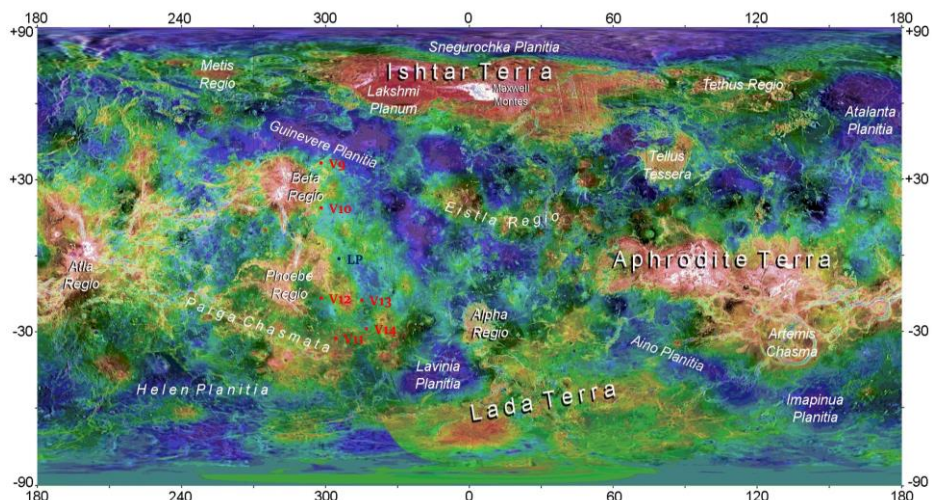 180 240 300 0 60 120 180
+90 +90
Snegurochka Planitia
Metis
Regio
Ishtar Terra
Lakshmi
Planum
Maxwell
Montes
Tethus Regio
Atalanta
Planitia
Guinevere Planitia
V9
Tellus
Tessera
+30 +30
Beta
Regio
V10
Eistla Regio
LP
Aphrodite Terra
Atla
Regio
Phoebe
Regio
V12
V13
Parga Chasmata
V14
V11
Alpha
Regio
-30 -30
Artemis
Chasma
Aino Planitia
Lavinia
Planitia
Helen Planitia
Lada Terra
Imapinua
Planitia
-90 -90
180 240 300 0 60 120 180